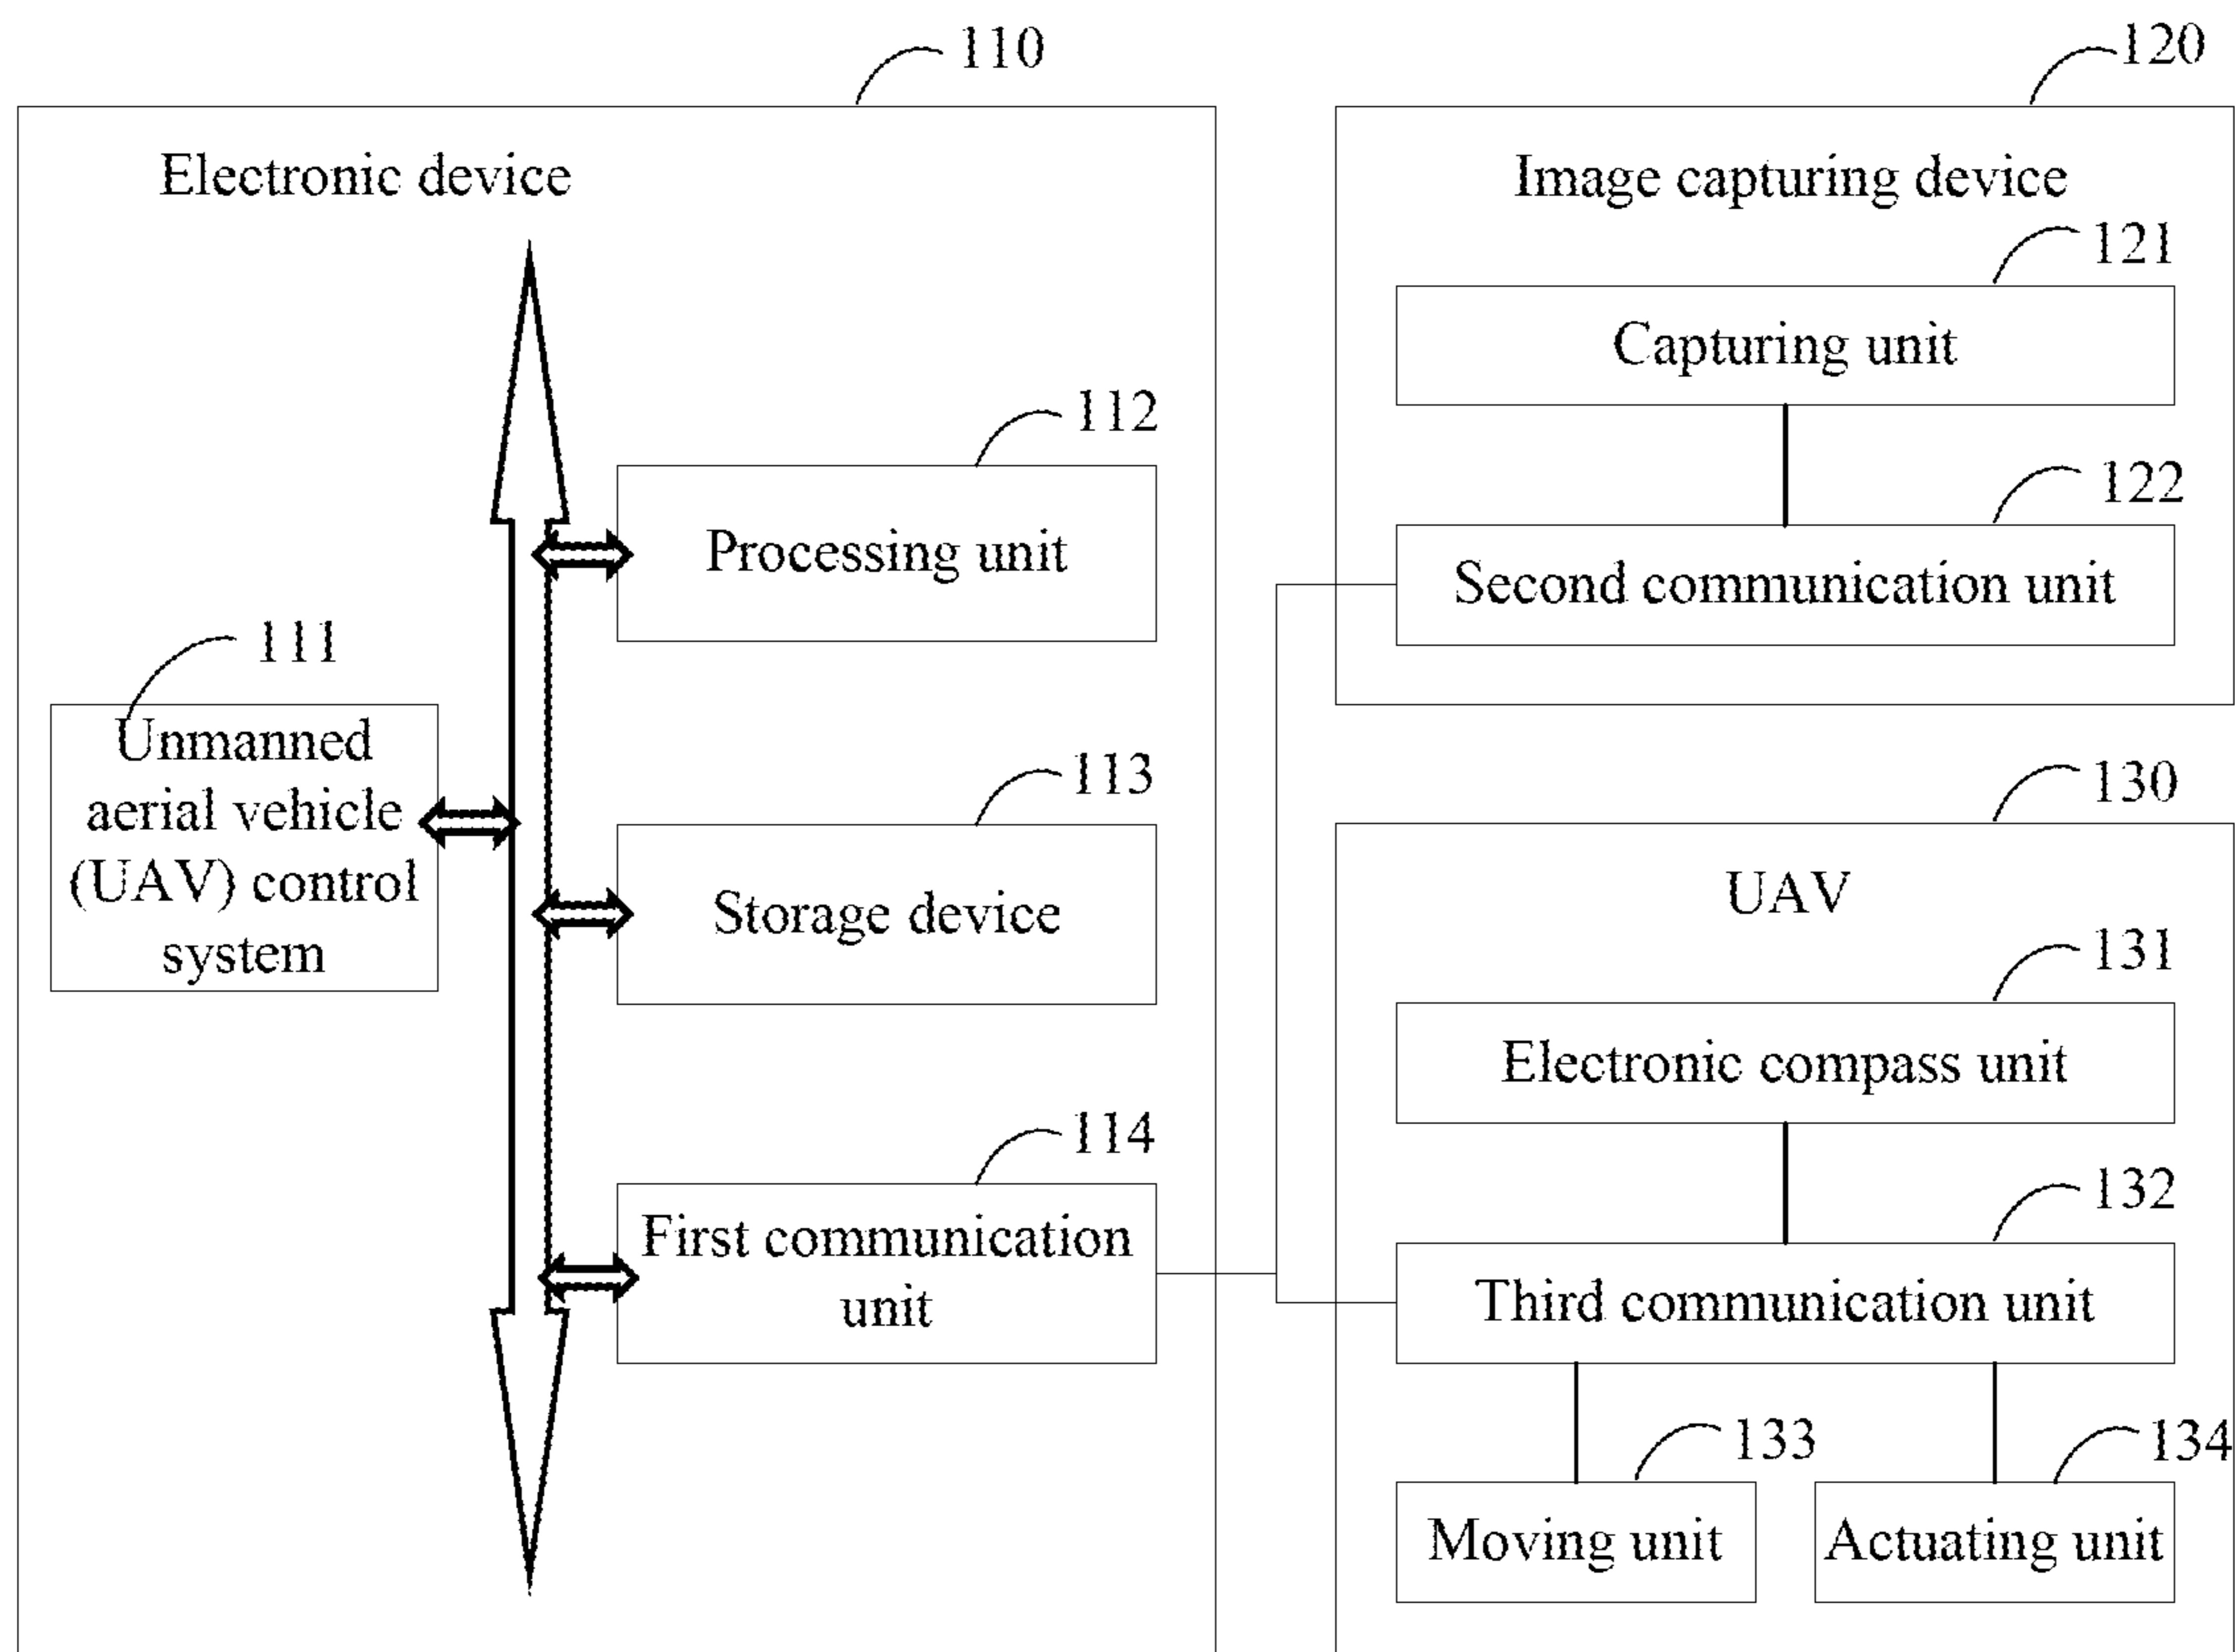 110
Electronic device
112
Processing unit
111
Unmanned
aerial vehicle
(UAV) control
system
113
Storage device
114
First communication
unit
120
Image capturing device
121
Capturing unit
122
Second communication unit
130
UAV
131
Electronic compass unit
132
Third communication unit
133
Moving unit
134
Actuating unit